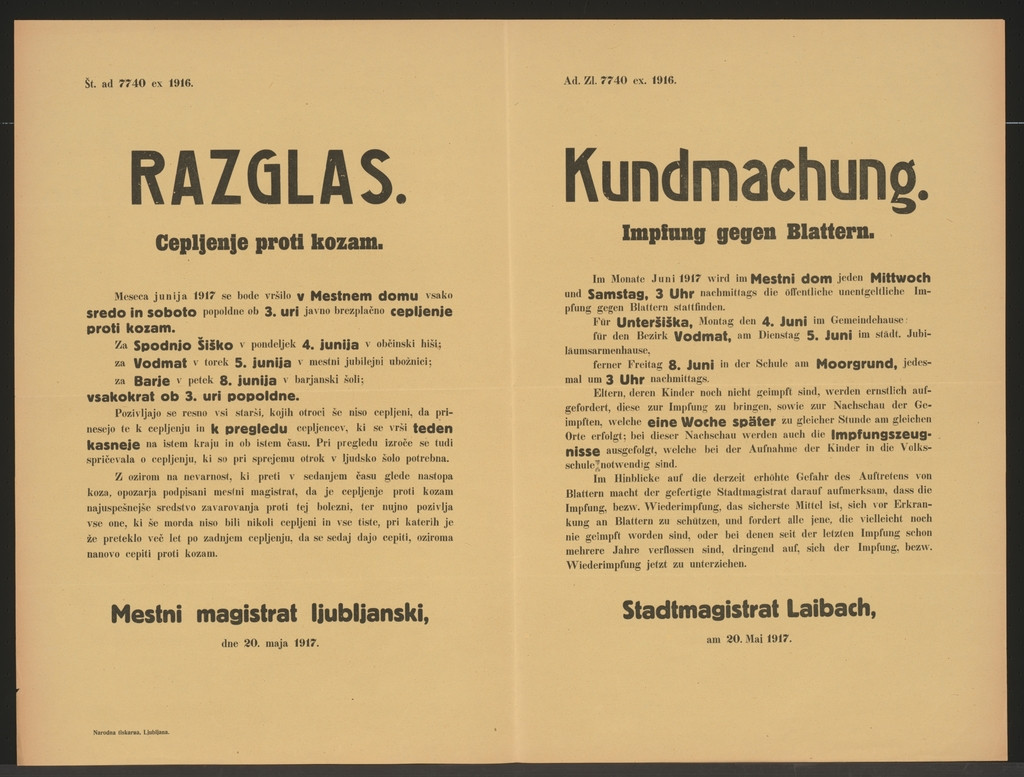 Št. ad 7740 ex 1916.
RAZGLAS.
Cepljenje proti kozam.
Meseca junija 1917 se bode vršilo v Mestnem domu vsako
sredo in soboto popoldne ob 3. uri javno brezplačno cepljenje
proti kozam.
Za Spodnjo Šiško v pondeljek 4. junija v občinski hiši;
za Vodmat v torek 5. junija v mestni jubilejni ubožnici;
za Barje v petek 8. junija v barjanski šoli;
vsakokrat ob 3. uri popoldne.
Pozivljajo se resno vsi starši, kojih otroci še niso cepljeni, da pri-
nesejo te k cepljenju in k pregledu cepljencev, ki se vrši teden
kasneje na istem kraju in ob istem času. Pri pregledu izroče se tudi
spričevala o cepljenju, ki so pri sprejemu otrok v ljudsko šolo potrebna.
Z ozirom na nevarnost, ki preti v sedanjem času glede nastopa
koza, opozarja podpisani mestni magistrat, da je cepljenje proti kozam
najuspešnejše sredstvo zavarovanja proti tej bolezni, ter nujno pozivlja
vse one, ki še morda niso bili nikoli cepljeni in vse tiste, pri katerih je
že preteklo več let po zadnjem cepljenju, da se sedaj dajo cepiti, oziroma
nanovo cepiti proti kozam.
Mestni magistrat ljubljanski,
dne 20. maja 1917.
Narodna tiskarna, Ljubljana.
Ad. Zl. 7740 ex. 1916.
Kundmachung.
Impfung gegen Blattern.
Im Monate Juni 1917 wird im Mestni dom jeden Mittwoch
und Samstag, 3 Uhr nachmittags die öffentliche unentgeltliche Im-
pfung gegen Blattern stattfinden.
Für Unteršiška, Montag den 4. Juni im Gemeindehause
für den Bezirk Vodmat, am Dienstag 5. Juni im städt. Jubi-
läumsarmenhause,
ferner Freitag 8. Juni in der Schule am Moorgrund, jedes-
mal um 3 Uhr nachmittags.
Eltern, deren Kinder noch nicht geimpft sind, werden ernstlich auf-
gefordert, diese zur Impfung zu bringen, sowie zur Nachschau der Ge-
impften, welche eine Woche später zu gleicher Stunde am gleichen
Orte erfolgt; bei dieser Nachschau werden auch die Impfungszeug-
nisse ausgefolgt, welche bei der Aufnahme der Kinder in die Volks-
schule notwendig sind.
Im Hinblicke auf die derzeit erhöhte Gefahr des Auftretens von
Blattern macht der gefertigte Stadtmagistrat darauf aufmerksam, dass die
Impfung, bezw. Wiederimpfung, das sicherste Mittel ist, sich vor Erkran-
kung an Blattern zu schützen, und fordert alle jene, die vielleicht noch
nie geimpft worden sind, oder bei denen seit der letzten Impfung schon
mehrere Jahre verflossen sind, dringend auf, sich der Impfung, bezw.
Wiederimpfung jetzt zu unterziehen.
Stadtmagistrat Laibach,
am 20. Mai 1917.